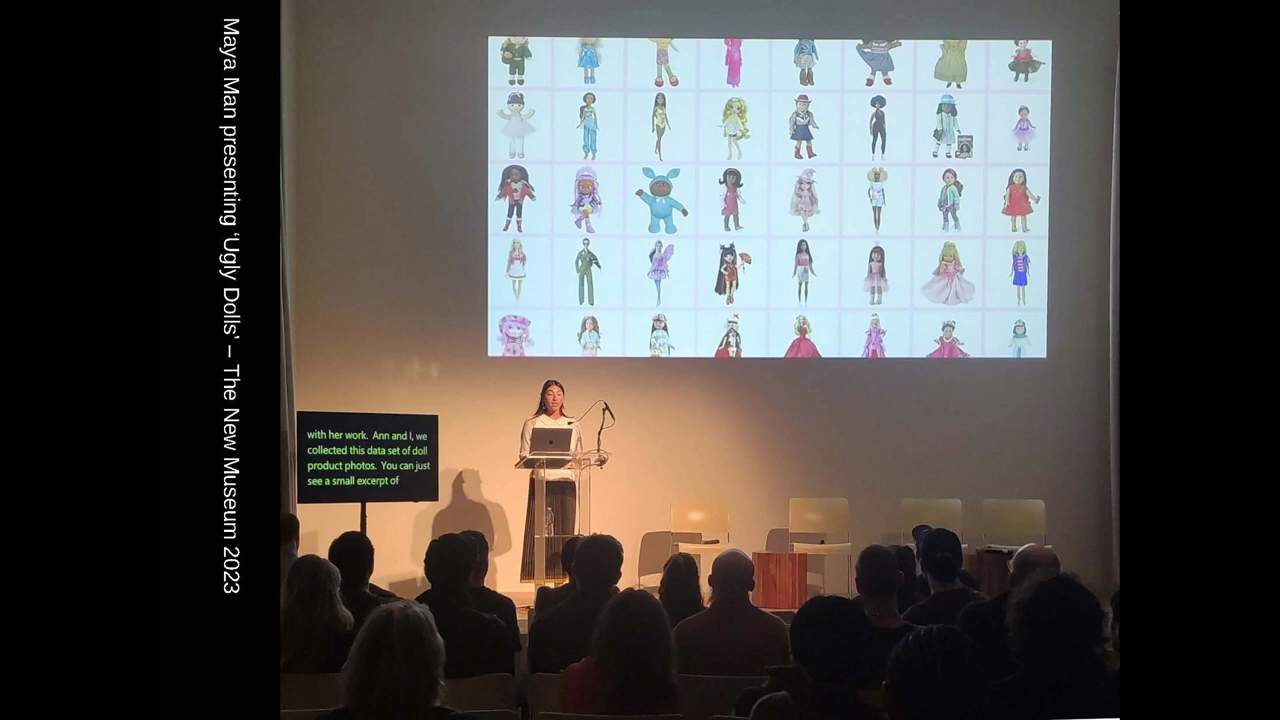 Maya Man presenting ‘Ugly Dolls’ – The New Museum 2023
with her work. Ann and I, we
collected this data set of doll
product photos. You can just
see a small excerpt of